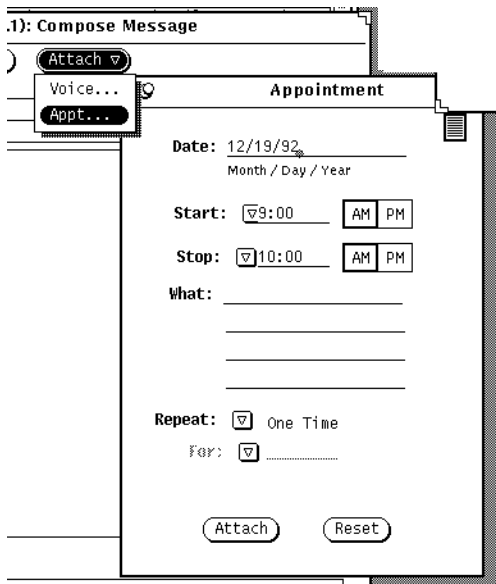 .1): Compose Message
Attach
Voice...
Appt...
Appointment
Date: 12/19/92
Month / Day / Year
Start: 9:00 AM PM
Stop: 10:00 AM PM
What:
Repeat: One Time
For:
Attach Reset